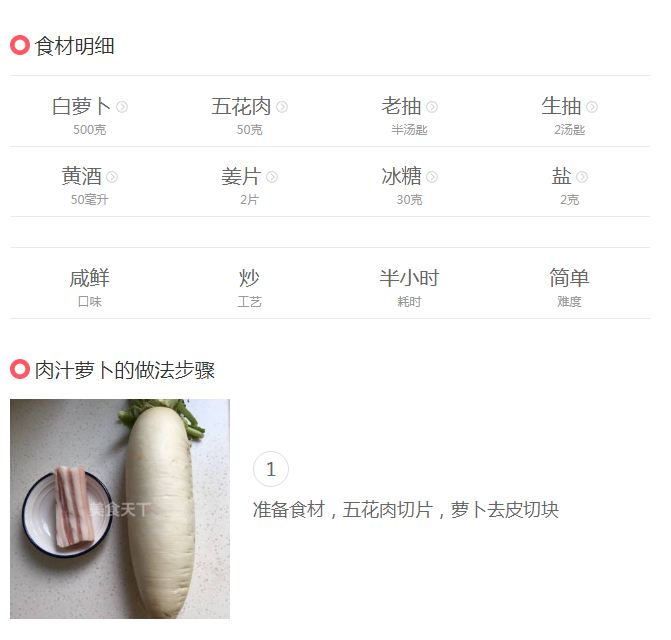 食材明细
白萝卜 五花肉 老抽 生抽
500克 50克 半汤匙 2汤匙
黄酒 姜片 冰糖 盐
50毫升 2片 30克 2克
咸鲜 炒 半小时 简单
口味 工艺 耗时 难度
肉汁萝卜的做法步骤
1
准备食材，五花肉切片，萝卜去皮切块
美食天下